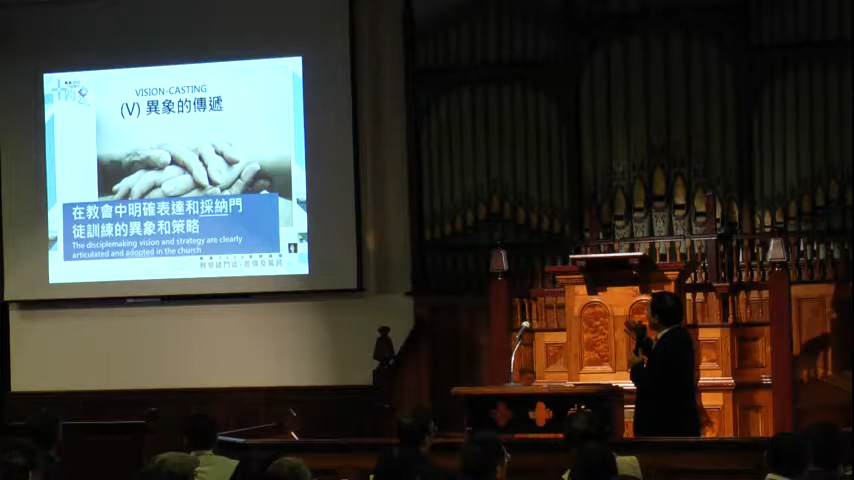 VISION-CASTING
(V) 異象的傳遞
在教會中明確表達和採納門
徒訓練的異象和策略
The disciplemaking vision and strategy are clearly
articulated and adopted in the church